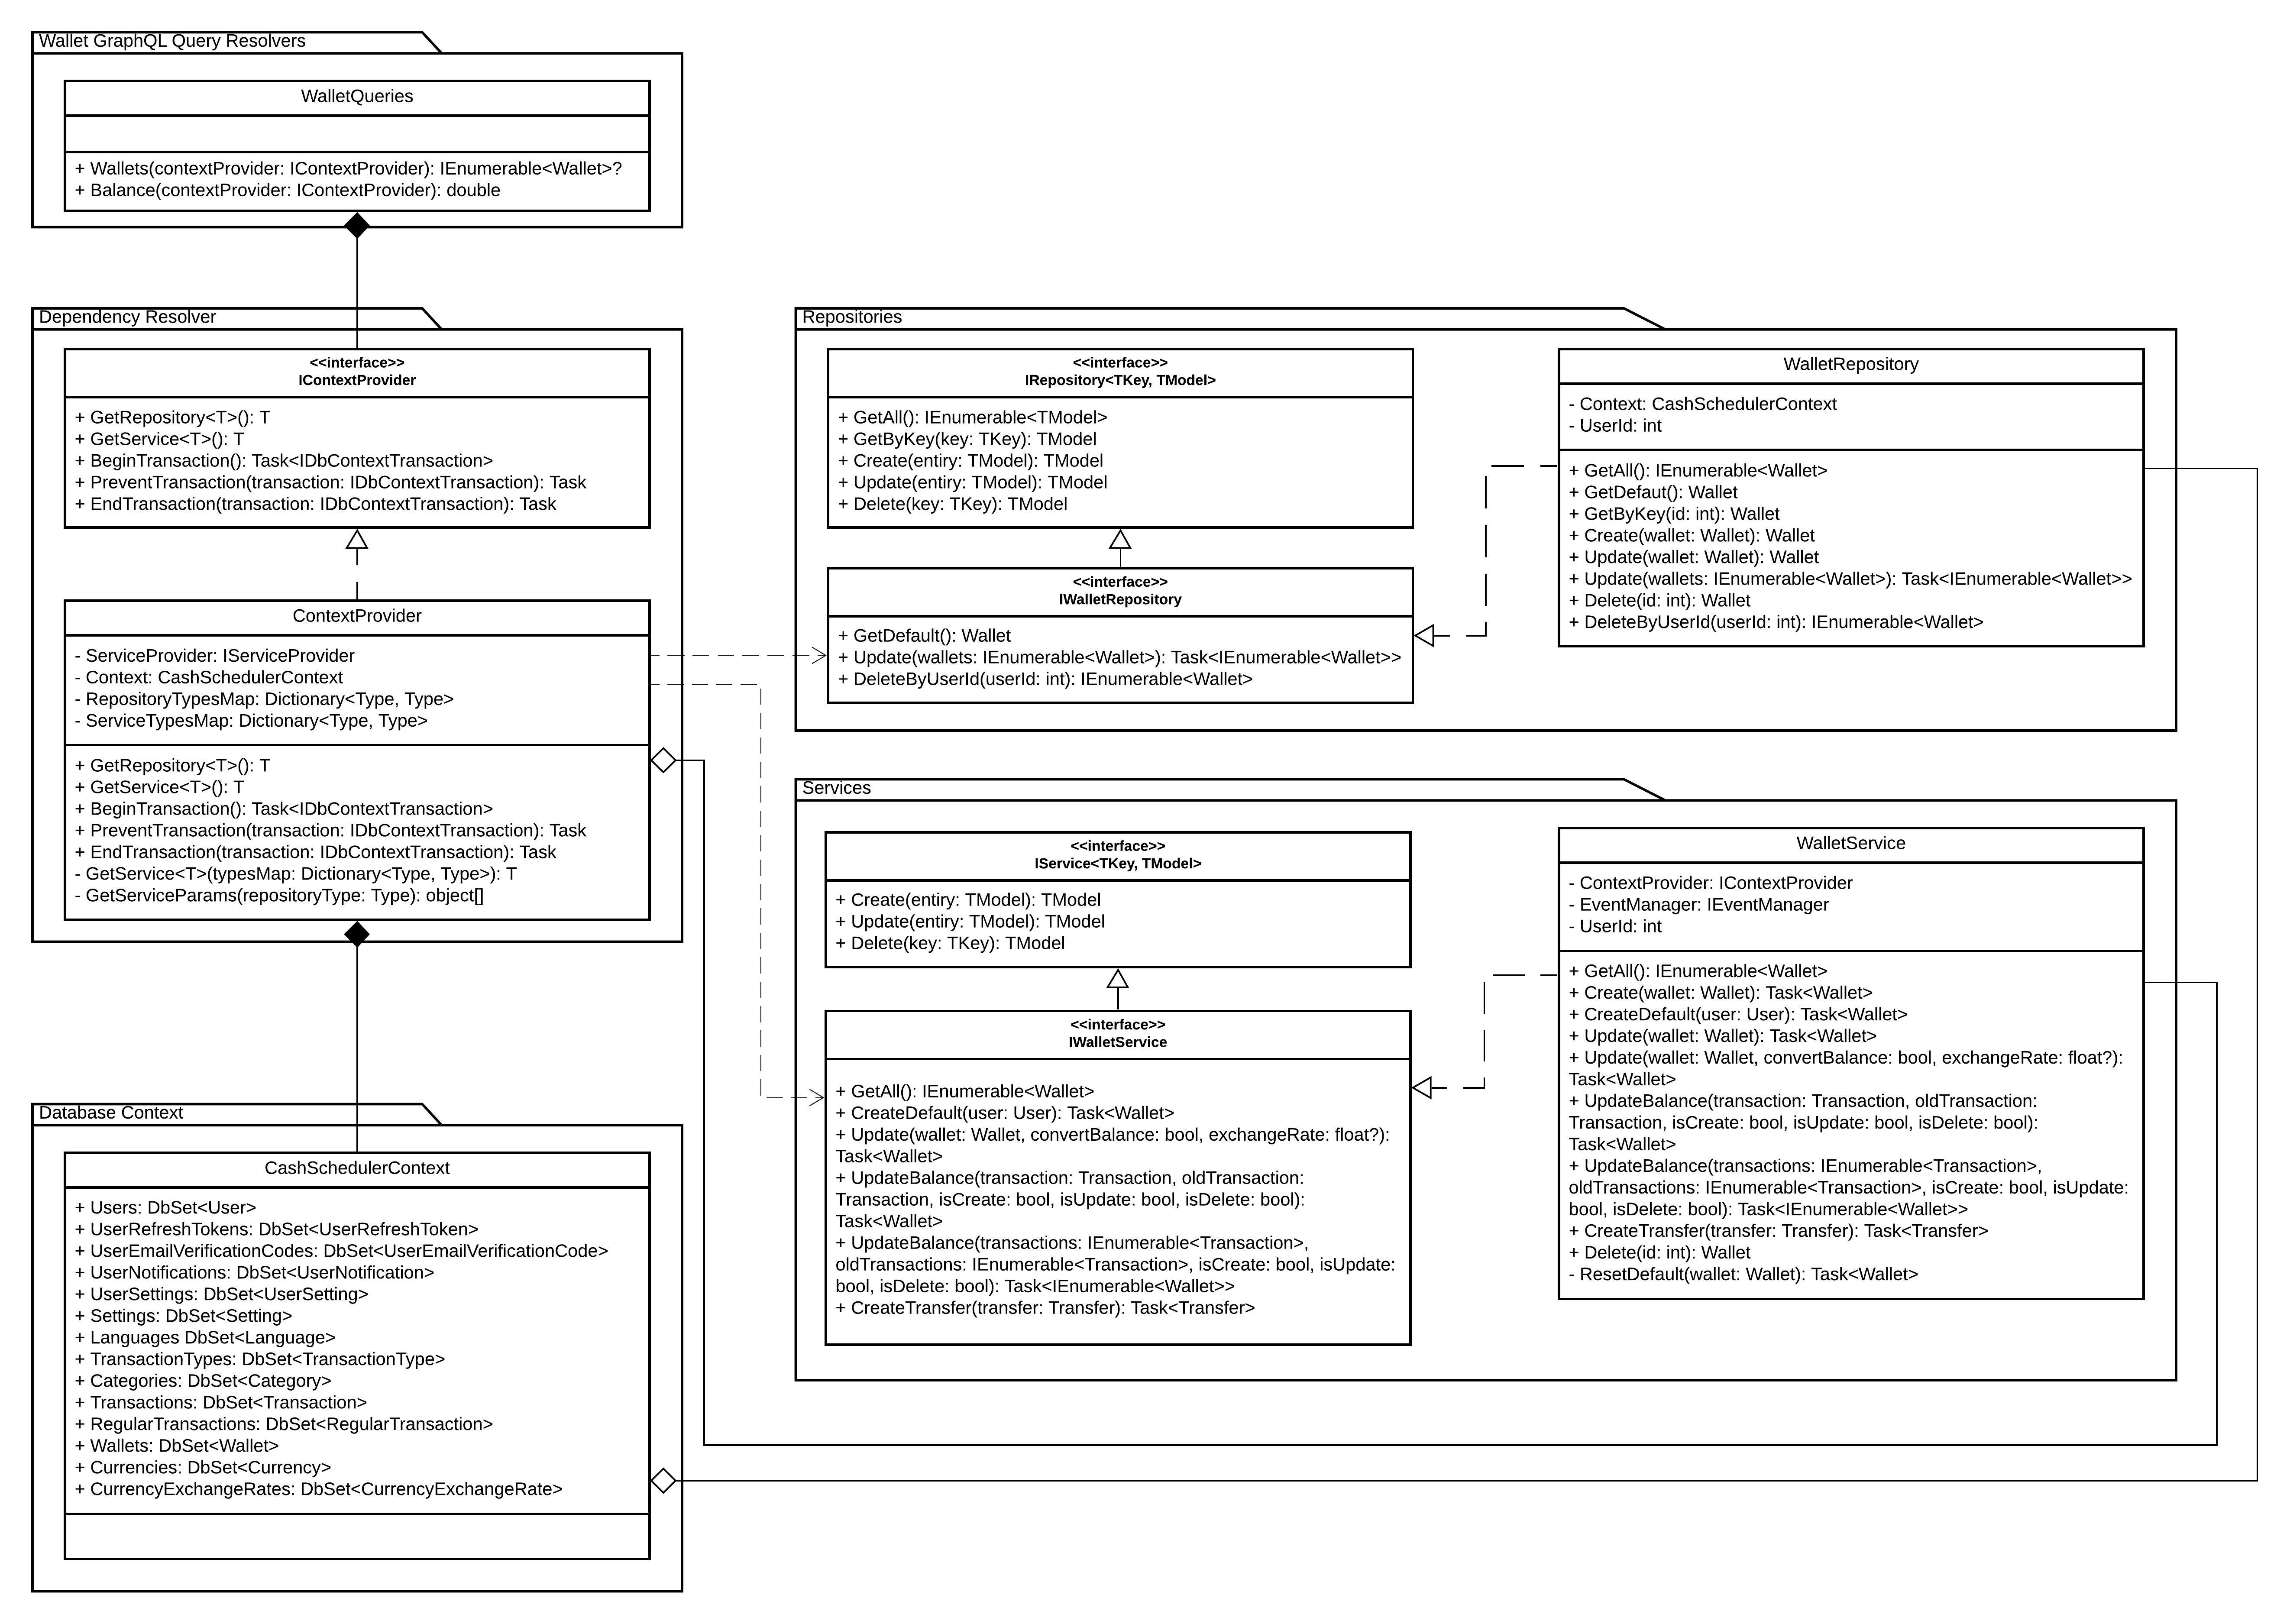 Wallet GraphQL Query Resolvers
WalletQueries
+ Wallets(contextProvider: IContextProvider): IEnumerable<Wallet>?
+ Balance(contextProvider: IContextProvider): double
Dependency Resolver
<<interface>>
IContextProvider
+ GetRepository<T>(): T
+ GetService<T>(): T
+ BeginTransaction(): Task<IDbContextTransaction>
+ PreventTransaction(transaction: IDbContextTransaction): Task
+ EndTransaction(transaction: IDbContextTransaction): Task
ContextProvider
- ServiceProvider: IServiceProvider
- Context: CashSchedulerContext
- RepositoryTypesMap: Dictionary<Type, Type>
- ServiceTypesMap: Dictionary<Type, Type>
+ GetRepository<T>(): T
+ GetService<T>(): T
+ BeginTransaction(): Task<IDbContextTransaction>
+ PreventTransaction(transaction: IDbContextTransaction): Task
+ EndTransaction(transaction: IDbContextTransaction): Task
- GetService<T>(typesMap: Dictionary<Type, Type>): T
- GetServiceParams(repositoryType: Type): object[]
Database Context
CashSchedulerContext
+ Users: DbSet<User>
+ UserRefreshTokens: DbSet<UserRefreshToken>
+ UserEmailVerificationCodes: DbSet<UserEmailVerificationCode>
+ UserNotifications: DbSet<UserNotification>
+ UserSettings: DbSet<UserSetting>
+ Settings: DbSet<Setting>
+ Languages DbSet<Language>
+ TransactionTypes: DbSet<TransactionType>
+ Categories: DbSet<Category>
+ Transactions: DbSet<Transaction>
+ RegularTransactions: DbSet<RegularTransaction>
+ Wallets: DbSet<Wallet>
+ Currencies: DbSet<Currency>
+ CurrencyExchangeRates: DbSet<CurrencyExchangeRate>
Repositories
<<interface>>
IRepository<TKey, TModel>
+ GetAll(): IEnumerable<TModel>
+ GetByKey(key: TKey): TModel
+ Create(entiry: TModel): TModel
+ Update(entiry: TModel): TModel
+ Delete(key: TKey): TModel
<<interface>>
IWalletRepository
+ GetDefault(): Wallet
+ Update(wallets: IEnumerable<Wallet>): Task<IEnumerable<Wallet>>
+ DeleteByUserId(userId: int): IEnumerable<Wallet>
WalletRepository
- Context: CashSchedulerContext
- UserId: int
+ GetAll(): IEnumerable<Wallet>
+ GetDefaut(): Wallet
+ GetByKey(id: int): Wallet
+ Create(wallet: Wallet): Wallet
+ Update(wallet: Wallet): Wallet
+ Update(wallets: IEnumerable<Wallet>): Task<IEnumerable<Wallet>>
+ Delete(id: int): Wallet
+ DeleteByUserId(userId: int): IEnumerable<Wallet>
Services
<<interface>>
IService<TKey, TModel>
+ Create(entiry: TModel): TModel
+ Update(entiry: TModel): TModel
+ Delete(key: TKey): TModel
<<interface>>
IWalletService
+ GetAll(): IEnumerable<Wallet>
+ CreateDefault(user: User): Task<Wallet>
+ Update(wallet: Wallet, convertBalance: bool, exchangeRate: float?):
Task<Wallet>
+ UpdateBalance(transaction: Transaction, oldTransaction:
Transaction, isCreate: bool, isUpdate: bool, isDelete: bool):
Task<Wallet>
+ UpdateBalance(transactions: IEnumerable<Transaction>,
oldTransactions: IEnumerable<Transaction>, isCreate: bool, isUpdate:
bool, isDelete: bool): Task<IEnumerable<Wallet>>
+ CreateTransfer(transfer: Transfer): Task<Transfer>
WalletService
- ContextProvider: IContextProvider
- EventManager: IEventManager
- UserId: int
+ GetAll(): IEnumerable<Wallet>
+ Create(wallet: Wallet): Task<Wallet>
+ CreateDefault(user: User): Task<Wallet>
+ Update(wallet: Wallet): Task<Wallet>
+ Update(wallet: Wallet, convertBalance: bool, exchangeRate: float?):
Task<Wallet>
+ UpdateBalance(transaction: Transaction, oldTransaction:
Transaction, isCreate: bool, isUpdate: bool, isDelete: bool):
Task<Wallet>
+ UpdateBalance(transactions: IEnumerable<Transaction>,
oldTransactions: IEnumerable<Transaction>, isCreate: bool, isUpdate:
bool, isDelete: bool): Task<IEnumerable<Wallet>>
+ CreateTransfer(transfer: Transfer): Task<Transfer>
+ Delete(id: int): Wallet
- ResetDefault(wallet: Wallet): Task<Wallet>